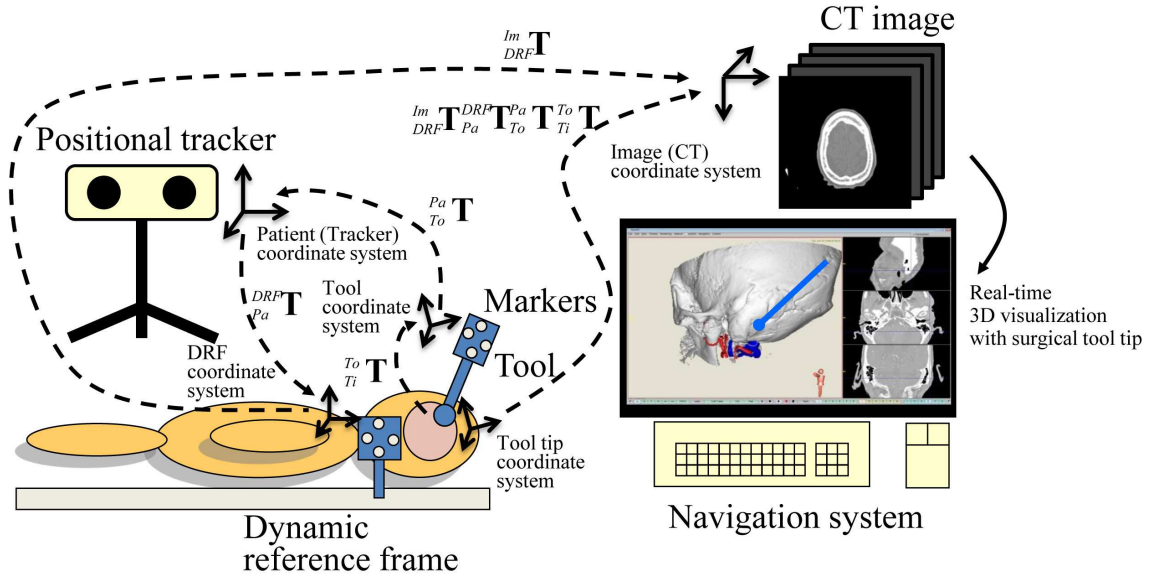 CT image
Im
DRF T
Im
DRF T DRF
Pa T Pa
To T To
Ti T
Positional tracker
Image (CT)
coordinate system
Pa
To T
Patient (Tracker)
coordinate system
DRF
Pa T
Tool
coordinate
system
Markers
Real-time
3D visualization
with surgical tool tip
DRF
coordinate
system
To
Ti T
Tool
Tool tip
coordinate
system
Dynamic
reference frame
Navigation system